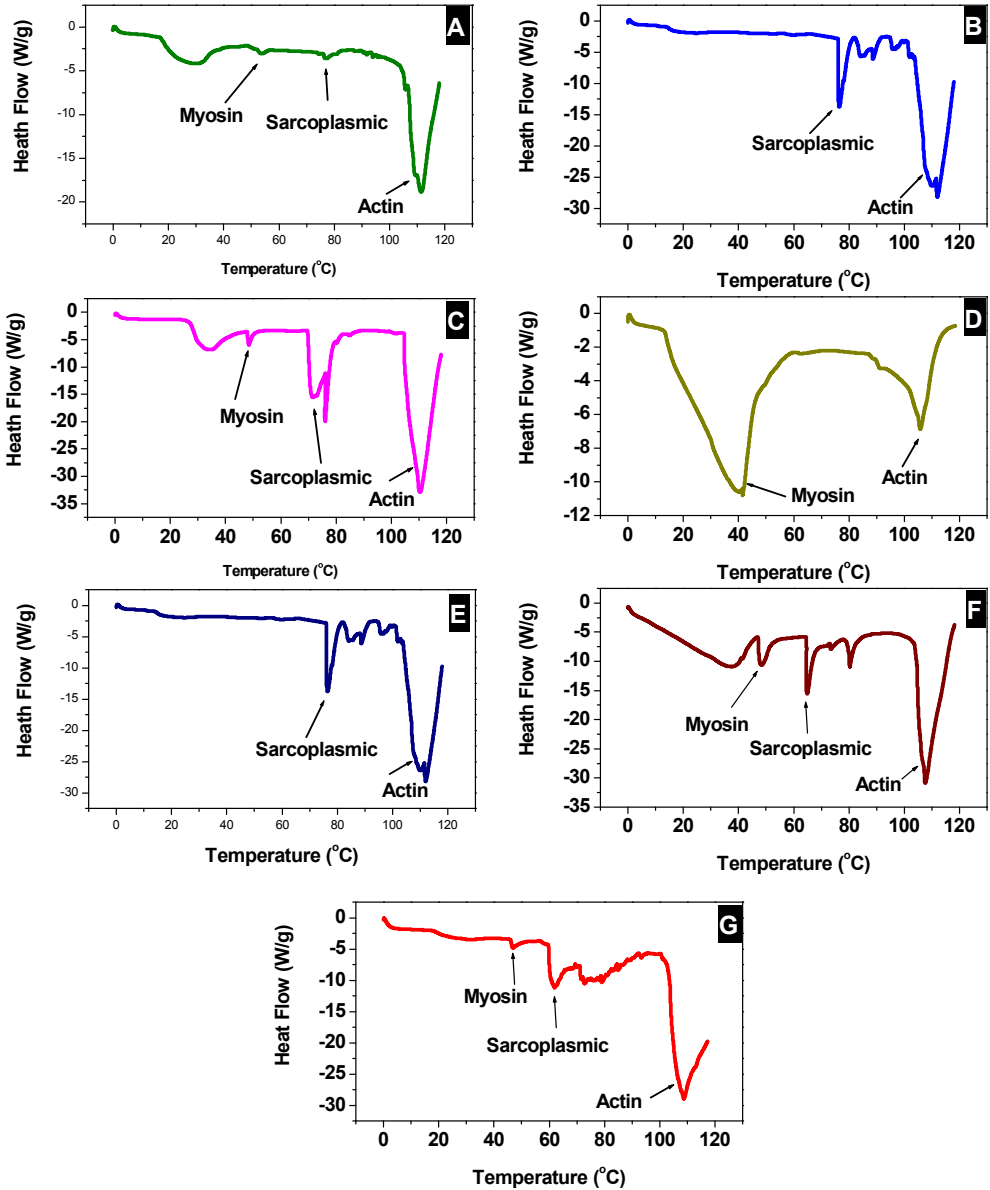 A
0
-5
-10
-15
-20
Heath Flow (W/g)
Myosin
Sarcoplasmic
Actin
0 20 40 60 80 100 120
Temperature (°C)
B
0
-5
-10
-15
-20
-25
-30
Heath Flow (W/g)
Sarcoplasmic
Actin
0 20 40 60 80 100 120
Temperature (°C)
C
0
-5
-10
-15
-20
-25
-30
-35
Heath Flow (W/g)
Myosin
Sarcoplasmic
Actin
0 20 40 60 80 100 120
Temperature (°C)
D
0
-2
-4
-6
-8
-10
-12
Heath Flow (W/g)
Myosin
Actin
0 20 40 60 80 100 120
Temperature (°C)
E
0
-5
-10
-15
-20
-25
-30
Heath Flow (W/g)
Sarcoplasmic
Actin
0 20 40 60 80 100 120
Temperature (°C)
F
0
-5
-10
-15
-20
-25
-30
-35
Heath Flow (W/g)
Myosin
Sarcoplasmic
Actin
0 20 40 60 80 100 120
Temperature (°C)
G
0
-5
-10
-15
-20
-25
-30
Heat Flow (W/g)
Myosin
Sarcoplasmic
Actin
0 20 40 60 80 100 120
Temperature (°C)